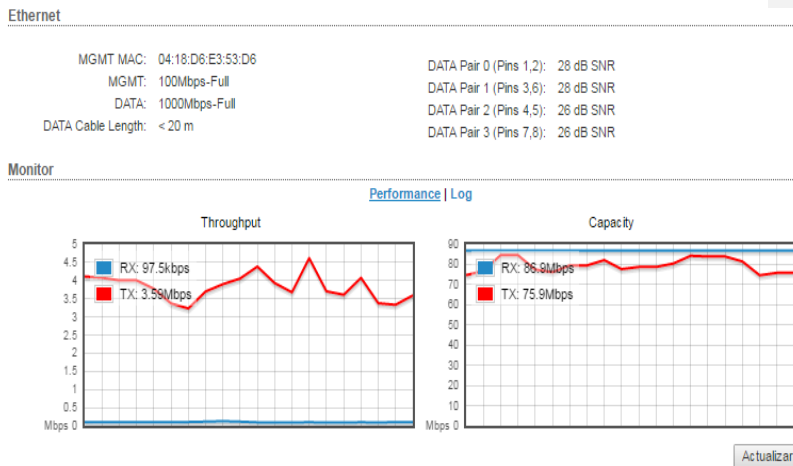 Ethernet
MGMT MAC: 04:18:D6:E3:53:D6
MGMT: 100Mbps-Full
DATA: 1000Mbps-Full
DATA Cable Length: < 20 m
DATA Pair 0 (Pins 1,2): 28 dB SNR
DATA Pair 1 (Pins 3,6): 28 dB SNR
DATA Pair 2 (Pins 4,5): 26 dB SNR
DATA Pair 3 (Pins 7,8): 26 dB SNR
Monitor
Performance | Log
Throughput
5
4.5
4
3.5
3
2.5
2
1.5
1
0.5
Mbps 0
RX: 97.5kbps
TX: 3.59Mbps
Capacity
90
80
70
60
50
40
30
20
10
Mbps 0
RX: 86.9Mbps
TX: 75.9Mbps
Actualizar